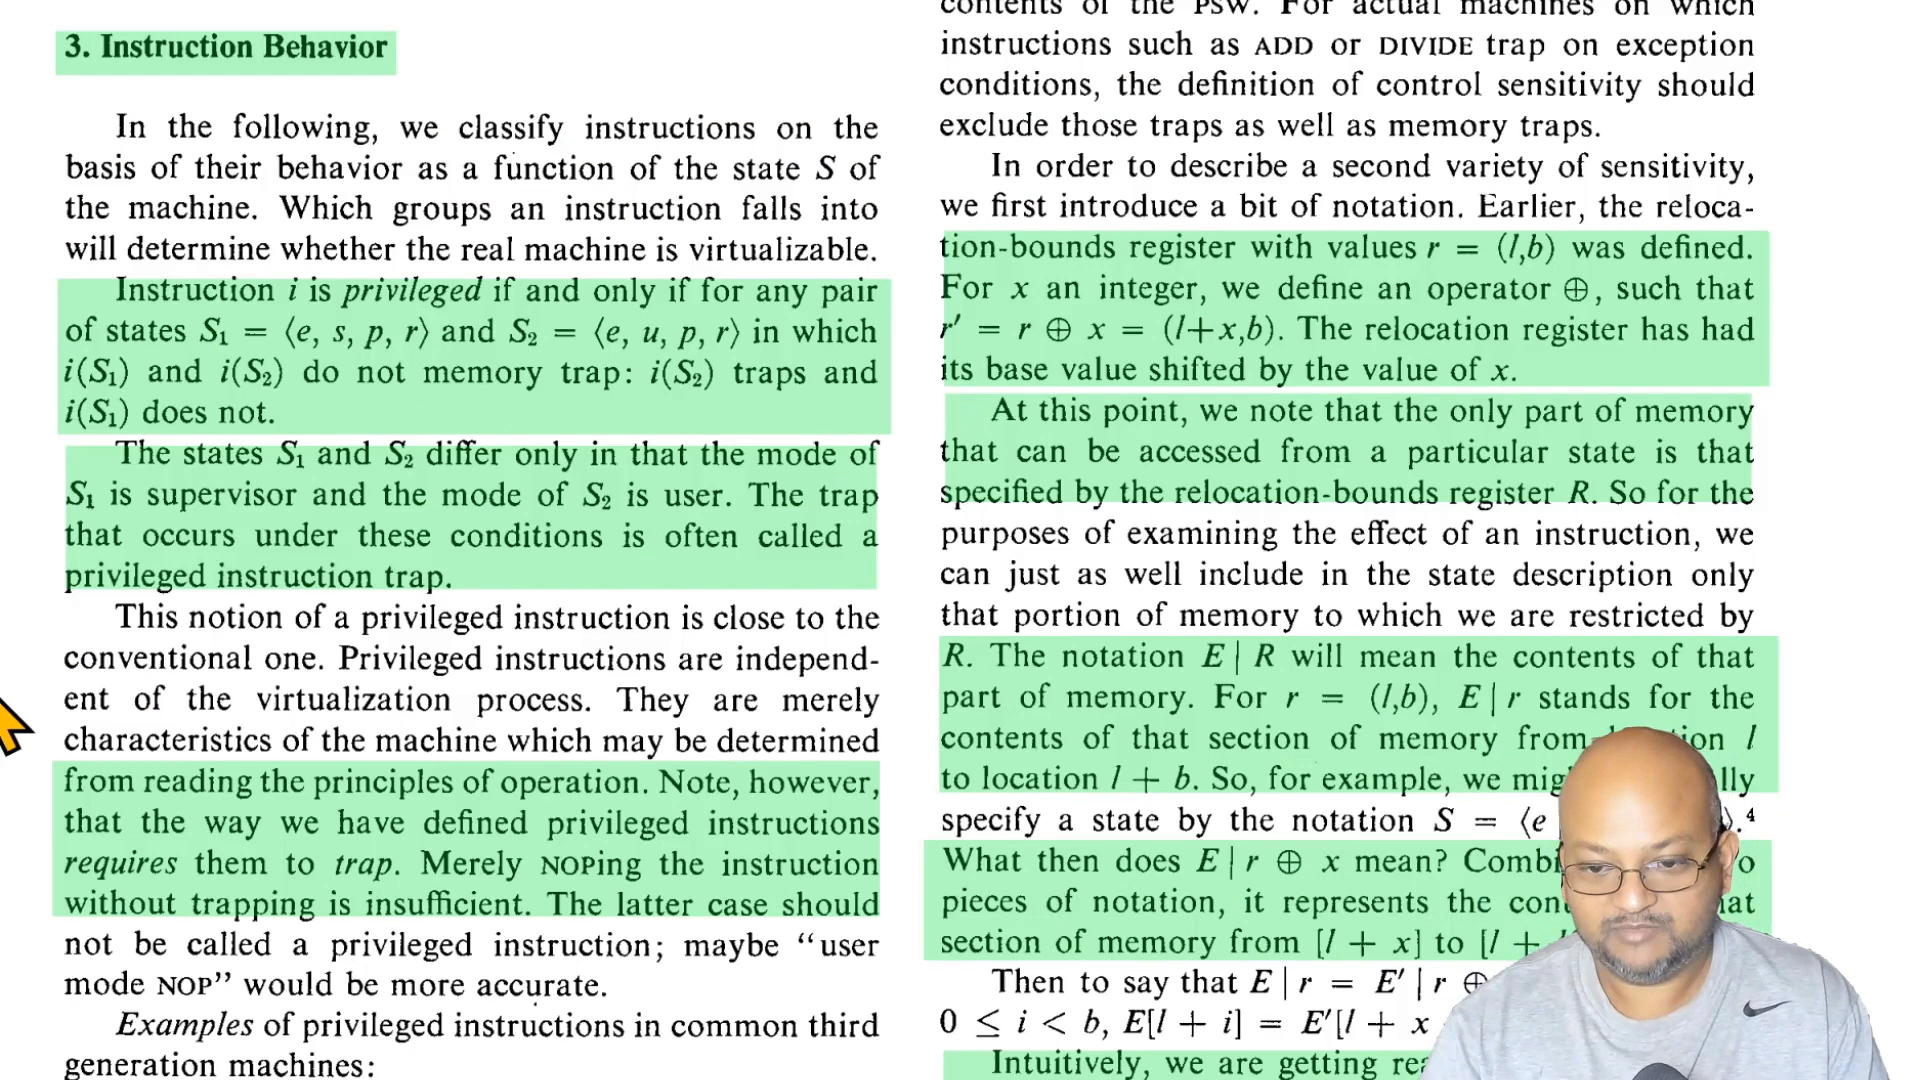 3. Instruction Behavior
In the following, we classify instructions on the
basis of their behavior as a function of the state S of
the machine. Which groups an instruction falls into
will determine whether the real machine is virtualizable.
Instruction i is privileged if and only if for any pair
of states S₁ = ⟨e, s, p, r⟩ and S₂ = ⟨e, u, p, r⟩ in which
i(S₁) and i(S₂) do not memory trap: i(S₂) traps and
i(S₁) does not.
The states S₁ and S₂ differ only in that the mode of
S₁ is supervisor and the mode of S₂ is user. The trap
that occurs under these conditions is often called a
privileged instruction trap.
This notion of a privileged instruction is close to the
conventional one. Privileged instructions are independ-
ent of the virtualization process. They are merely
characteristics of the machine which may be determined
from reading the principles of operation. Note, however,
that the way we have defined privileged instructions
requires them to trap. Merely NOPing the instruction
without trapping is insufficient. The latter case should
not be called a privileged instruction; maybe “user
mode NOP” would be more accurate.
Examples of privileged instructions in common third
generation machines:
contents of the PSW. For actual machines on which
instructions such as ADD or DIVIDE trap on exception
conditions, the definition of control sensitivity should
exclude those traps as well as memory traps.
In order to describe a second variety of sensitivity,
we first introduce a bit of notation. Earlier, the reloca-
tion-bounds register with values r = (l,b) was defined.
For x an integer, we define an operator ⊕, such that
r′ = r ⊕ x = (l+x,b). The relocation register has had
its base value shifted by the value of x.
At this point, we note that the only part of memory
that can be accessed from a particular state is that
specified by the relocation-bounds register R. So for the
purposes of examining the effect of an instruction, we
can just as well include in the state description only
that portion of memory to which we are restricted by
R. The notation E | R will mean the contents of that
part of memory. For r = (l,b), E | r stands for the
contents of that section of memory from l
to location l + b. So, for example, we
specify a state by the notation S = ⟨e ⟩.⁴
What then does E | r ⊕ x mean?
pieces of notation, it represents the
section of memory from [l + x] to [l +
Then to say that E | r = E′ | r ⊕
0 ≤ i < b, E[l + i] = E′[l + x
Intuitively, we are getting